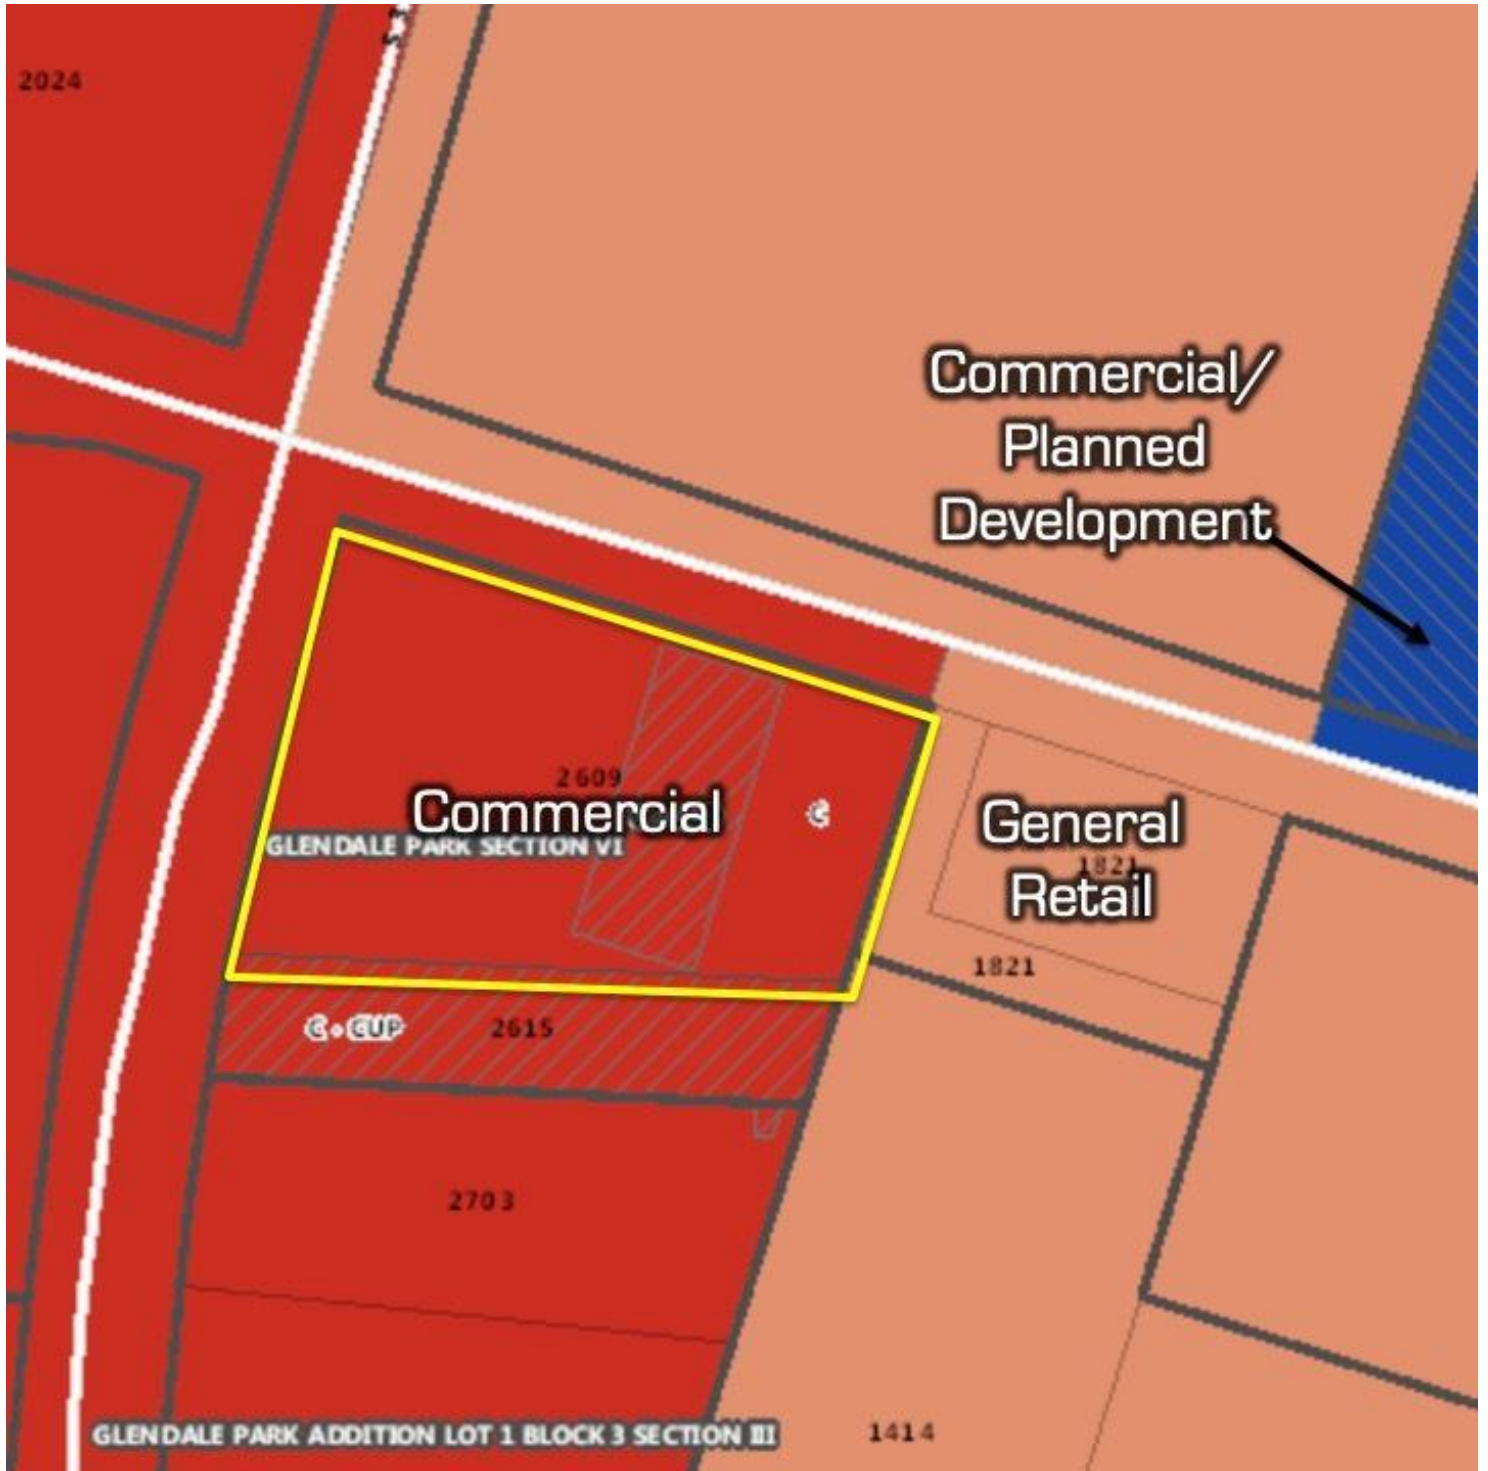 2024
Commercial/
Planned
Development
2609
Commercial
C
GLENDALE PARK SECTION VI
General
Retail
1821
1821
C - CUP
2615
2703
GLENDALE PARK ADDITION LOT 1 BLOCK 3 SECTION III
1414